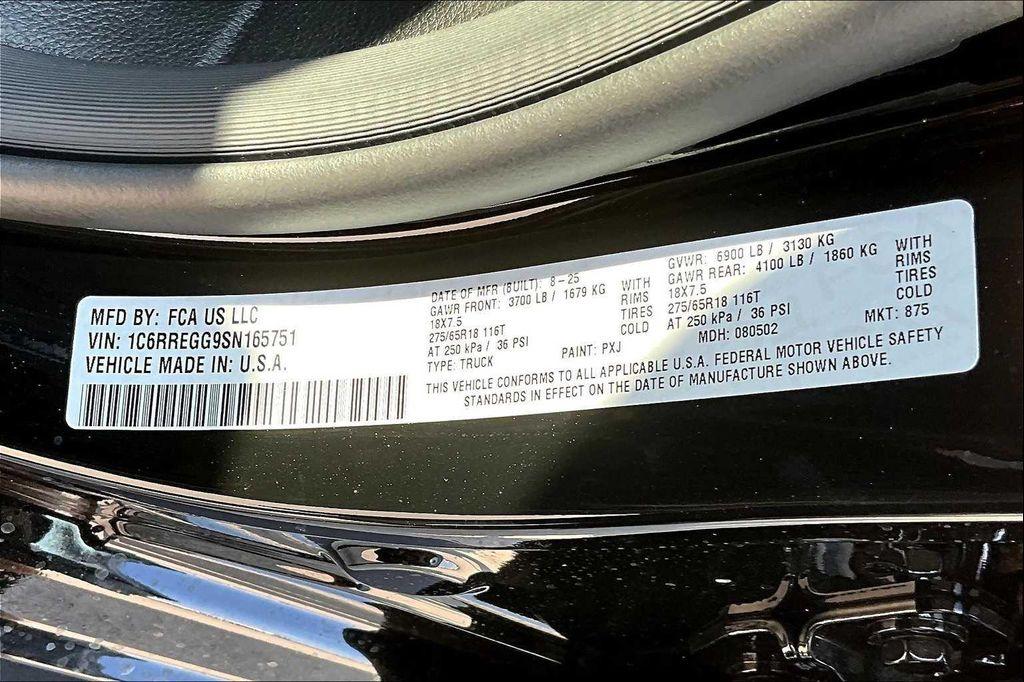 MFD BY: FCA US LLC
VIN: 1C6RREGG9SN165751
VEHICLE MADE IN: U.S.A.
DATE OF MFR (BUILT): 8-25
GAWR FRONT: 3700 LB / 1679 KG WITH
18X7.5 RIMS
275/65R18 116T TIRES
AT 250 kPa / 36 PSI COLD
TYPE: TRUCK PAINT: PXJ
GVWR: 6900 LB / 3130 KG
GAWR REAR: 4100 LB / 1860 KG WITH
18X7.5 RIMS
275/65R18 116T TIRES
AT 250 kPa / 36 PSI COLD
MDH: 080502 MKT: 875
THIS VEHICLE CONFORMS TO ALL APPLICABLE U.S.A. FEDERAL MOTOR VEHICLE SAFETY
STANDARDS IN EFFECT ON THE DATE OF MANUFACTURE SHOWN ABOVE.